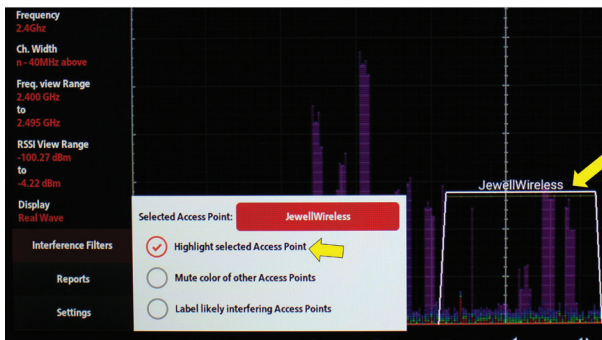 Frequency
2.4Ghz
Ch. Width
n - 40MHz above
Freq. view Range
2.400 GHz
to
2.495 GHz
RSSI View Range
-100.27 dBm
to
-4.22 dBm
Display
Real Wave
Interference Filters
Reports
Settings
Selected Access Point:
JewellWireless
Highlight selected Access Point
Mute color of other Access Points
Label likely interfering Access Points
JewellWireless